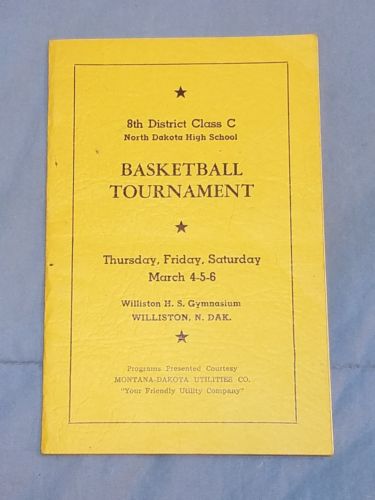 8th District Class C
North Dakota High School
BASKETBALL
TOURNAMENT
Thursday, Friday, Saturday
March 4-5-6
Williston H. S. Gymnasium
WILLISTON, N. DAK.
Programs Presented Courtesy
MONTANA-DAKOTA UTILITIES CO.
"Your Friendly Utility Company"